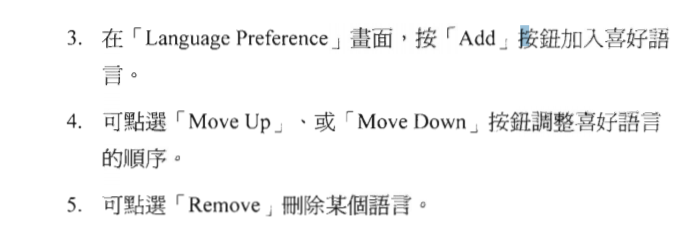 3. 在「Language Preference」畫面，按「Add」按鈕加入喜好語
言。
4. 可點選「Move Up」、或「Move Down」按鈕調整喜好語言
的順序。
5. 可點選「Remove」刪除某個語言。